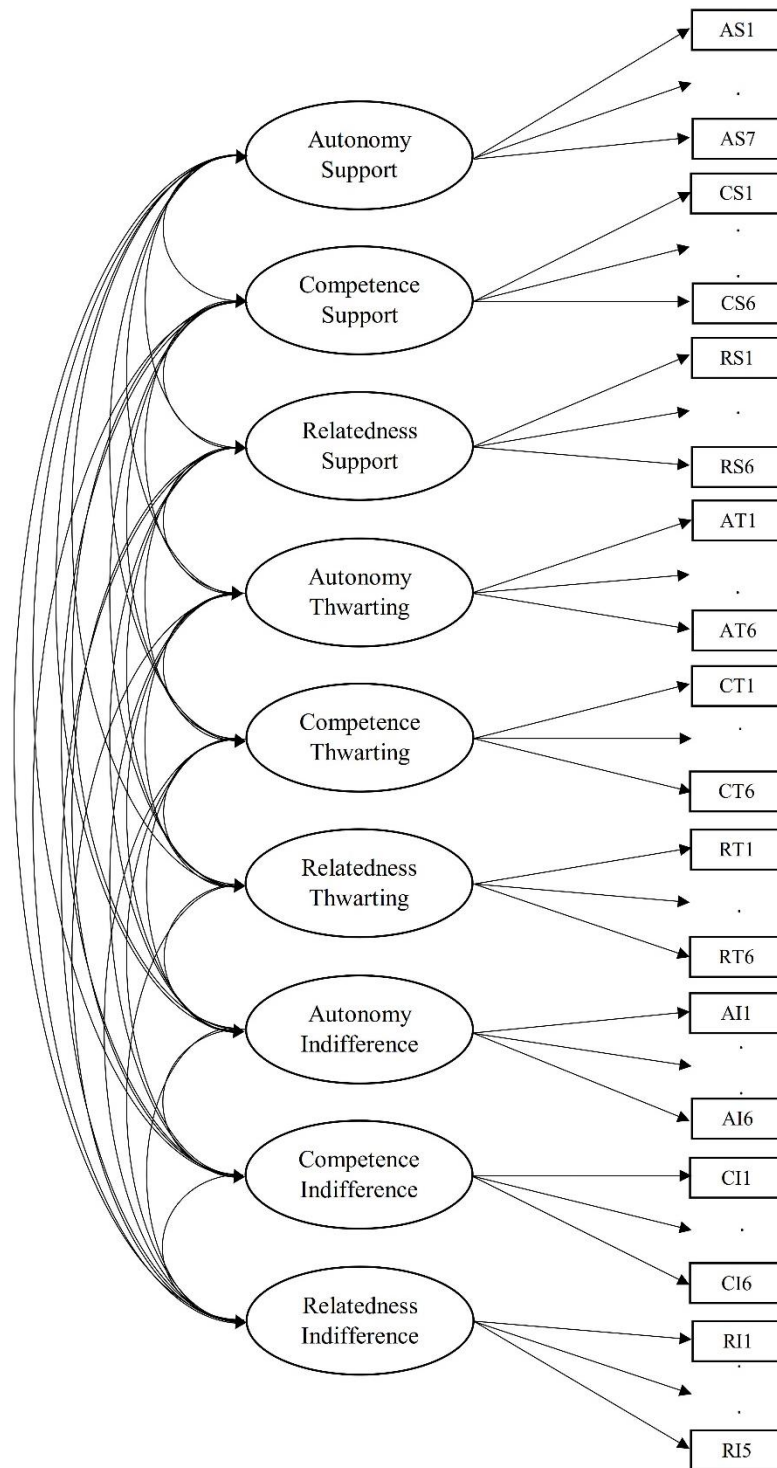 AS1
.
Autonomy
Support
AS7
CS1
.
Competence
Support
.
CS6
RS1
.
Relatedness
Support
RS6
AT1
.
Autonomy
Thwarting
AT6
CT1
.
Competence
Thwarting
CT6
RT1
.
Relatedness
Thwarting
RT6
AI1
.
Autonomy
Indifference
.
AI6
CI1
.
Competence
Indifference
CI6
RI1
.
Relatedness
Indifference
.
RI5